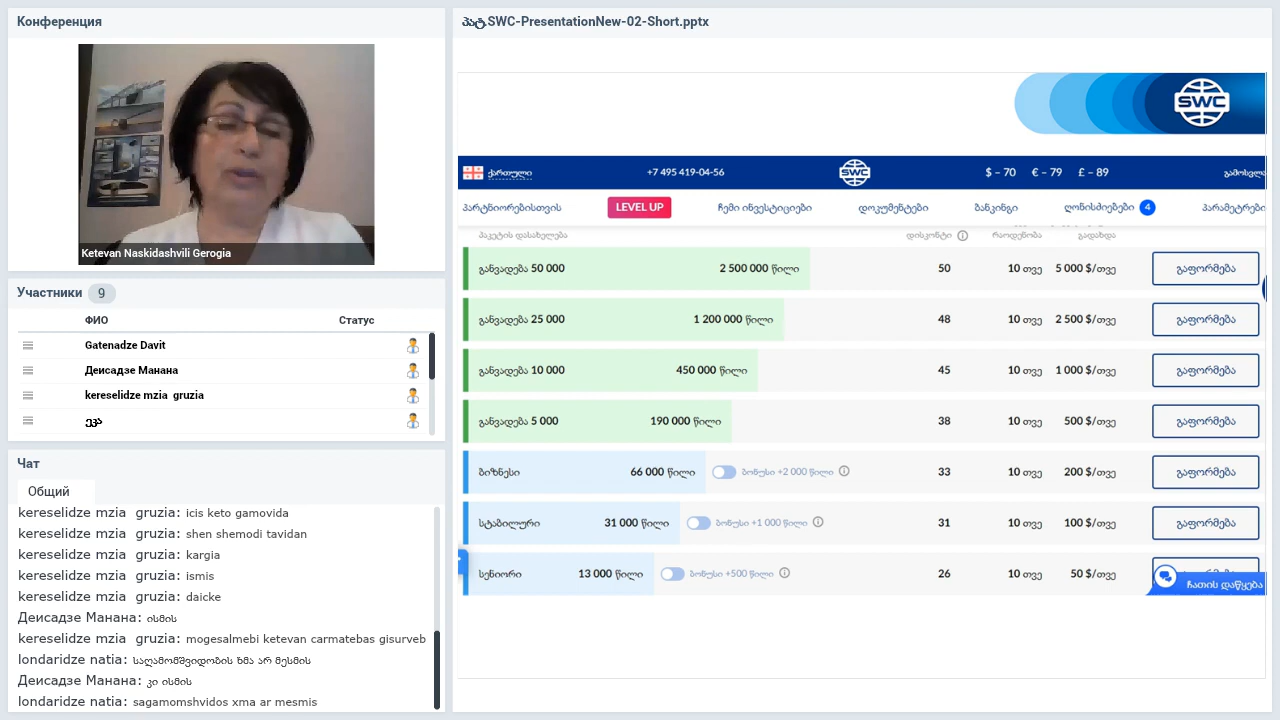 Конференция
Ketevan Naskidashvili Gerogia
Участники 9
ФИО Статус
Gatenadze Davit
Деисадзе Манана
kereselidze mzia gruzia
ევა
Чат
Общий
kereselidze mzia gruzia: icis keto gamovida
kereselidze mzia gruzia: shen shemodi tavidan
kereselidze mzia gruzia: kargia
kereselidze mzia gruzia: ismis
kereselidze mzia gruzia: daicke
Деисадзе Манана: ისმის
kereselidze mzia gruzia: mogesalmebi ketevan carmatebas gisurveb
londaridze natia: საღამომშვიდობის ხმა არ მესმის
Деисадзе Манана: კი ისმის
londaridze natia: sagamomshvidos xma ar mesmis
პატ.SWC-PresentationNew-02-Short.pptx
SWC
ქართული +7 495 419-04-56 SWC $ – 70 € – 79 £ – 89 გამოსვლა
პარტნიორებისთვის LEVEL UP ჩემი ინვესტიციები დოკუმენტები ბანკინგი ღონისძიებები 4 პარამეტრები
პაკეტის დასახელება დისკონტი რაოდენობა გადახდა
განვადება 50 000 2 500 000 წილი 50 10 თვე 5 000 $/თვე გაფორმება
განვადება 25 000 1 200 000 წილი 48 10 თვე 2 500 $/თვე გაფორმება
განვადება 10 000 450 000 წილი 45 10 თვე 1 000 $/თვე გაფორმება
განვადება 5 000 190 000 წილი 38 10 თვე 500 $/თვე გაფორმება
ბიზნესი 66 000 წილი ბონუსი +2 000 წილი 33 10 თვე 200 $/თვე გაფორმება
სტაბილური 31 000 წილი ბონუსი +1 000 წილი 31 10 თვე 100 $/თვე გაფორმება
სენიორი 13 000 წილი ბონუსი +500 წილი 26 10 თვე 50 $/თვე
ჩათის დაწყება